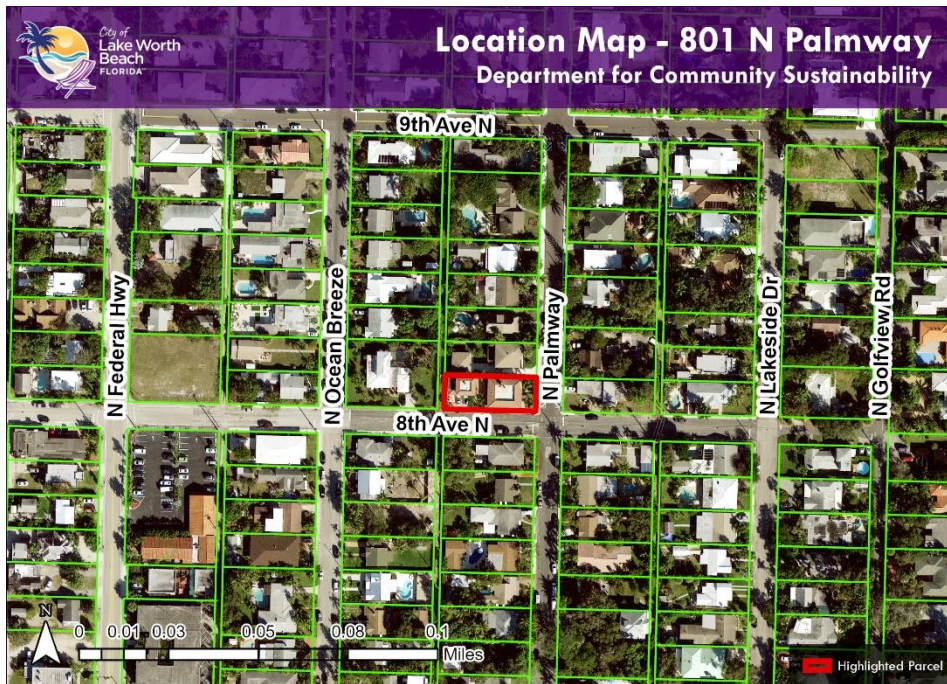 City of
Lake Worth
Beach
FLORIDA
Location Map - 801 N Palmway
Department for Community Sustainability
9th Ave N
N Federal Hwy
N Ocean Breeze
N Palmway
N Lakeside Dr
N Golfview Rd
8th Ave N
N
0 0.01 0.03 0.05 0.08 0.1
Miles
Highlighted Parcel